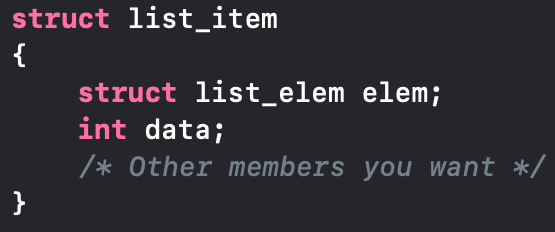 struct list_item
{
    struct list_elem elem;
    int data;
    /* Other members you want */
}